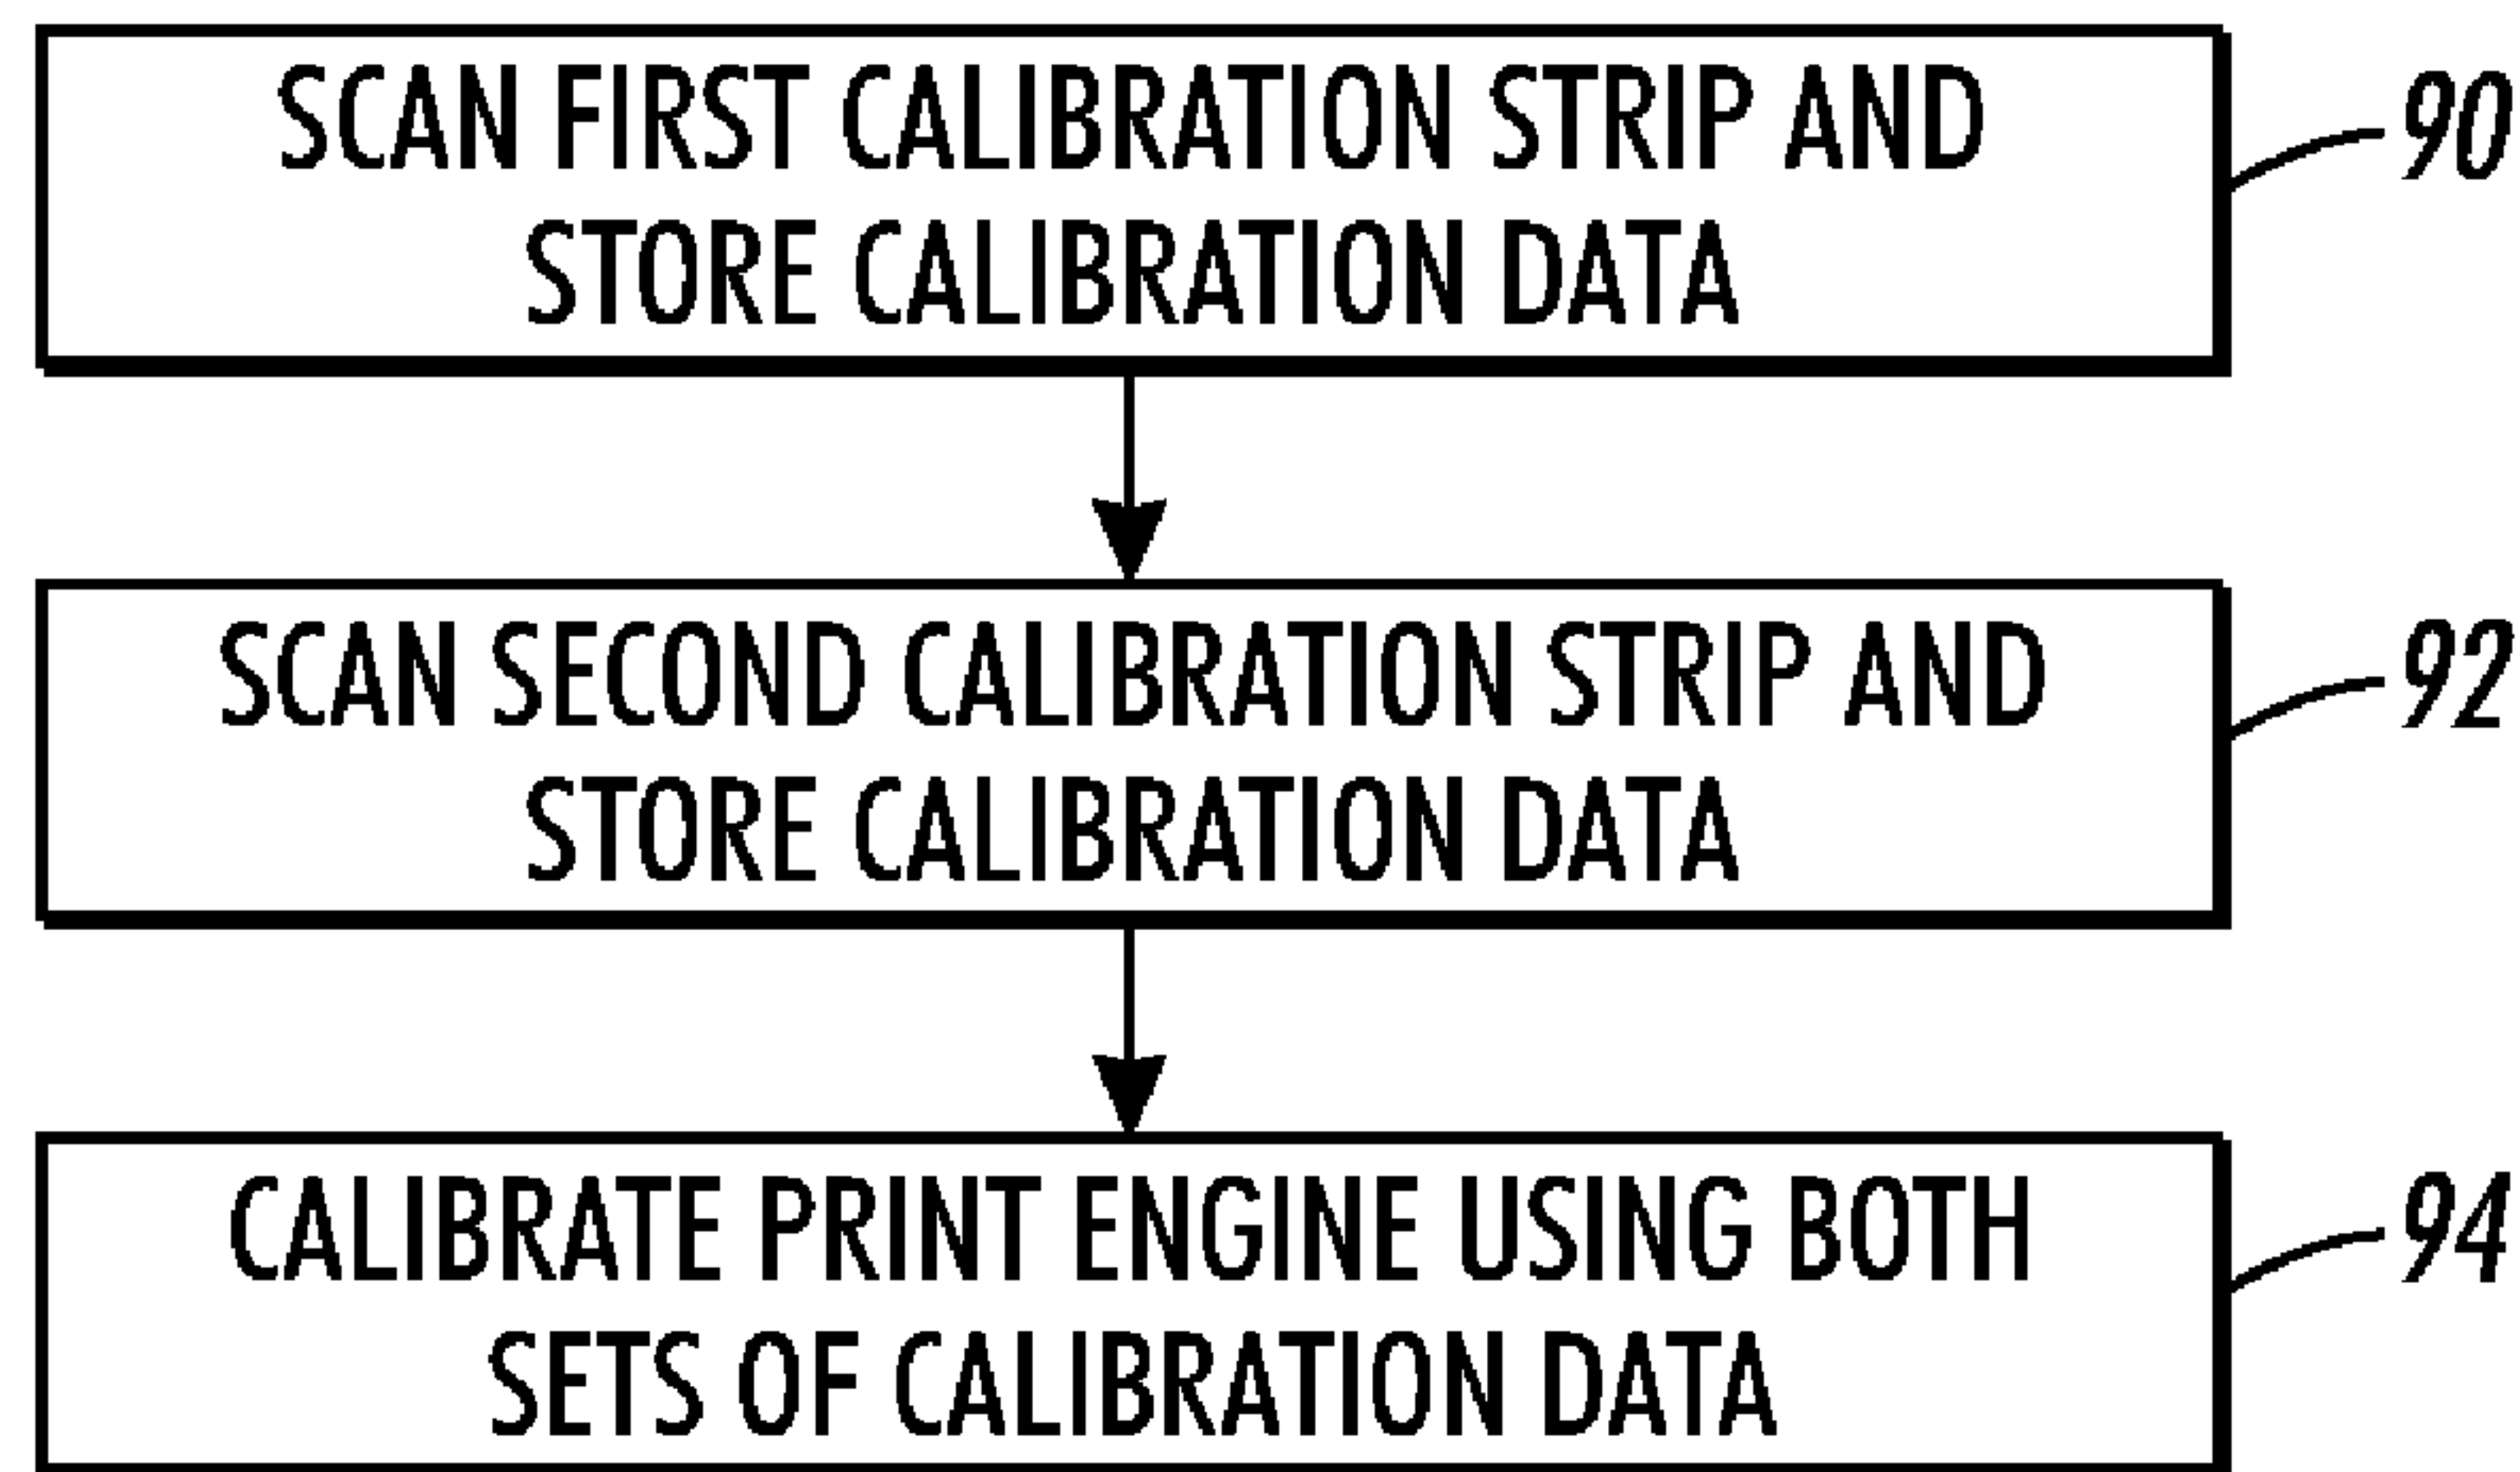 SCAN FIRST CALIBRATION STRIP AND
STORE CALIBRATION DATA
90
SCAN SECOND CALIBRATION STRIP AND
STORE CALIBRATION DATA
92
CALIBRATE PRINT ENGINE USING BOTH
SETS OF CALIBRATION DATA
94